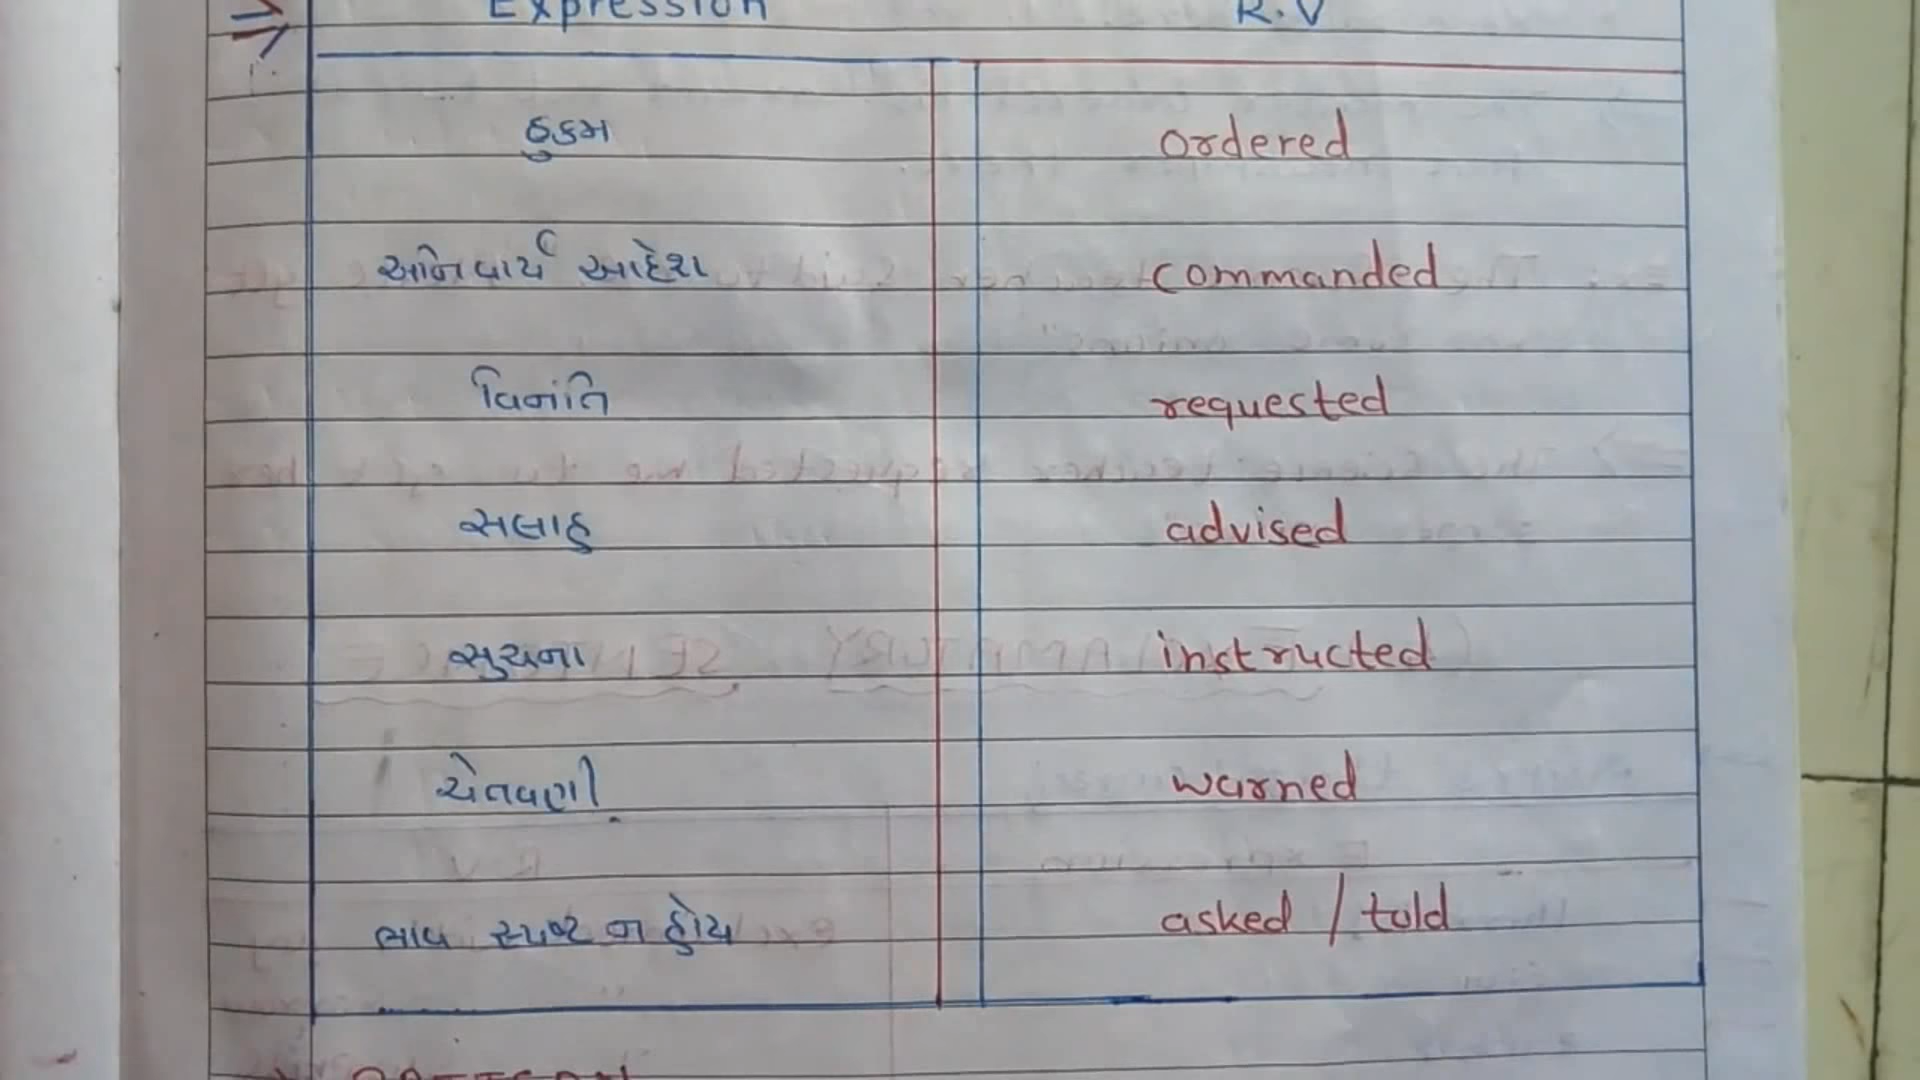 Expression R.V
હુકમ ordered
અનિવાર્ય આદેશ commanded
વિનંતિ requested
સલાહ advised
સુચના instructed
ચેતવણી warned
ભાવ સ્પષ્ટ ન હોય asked / told